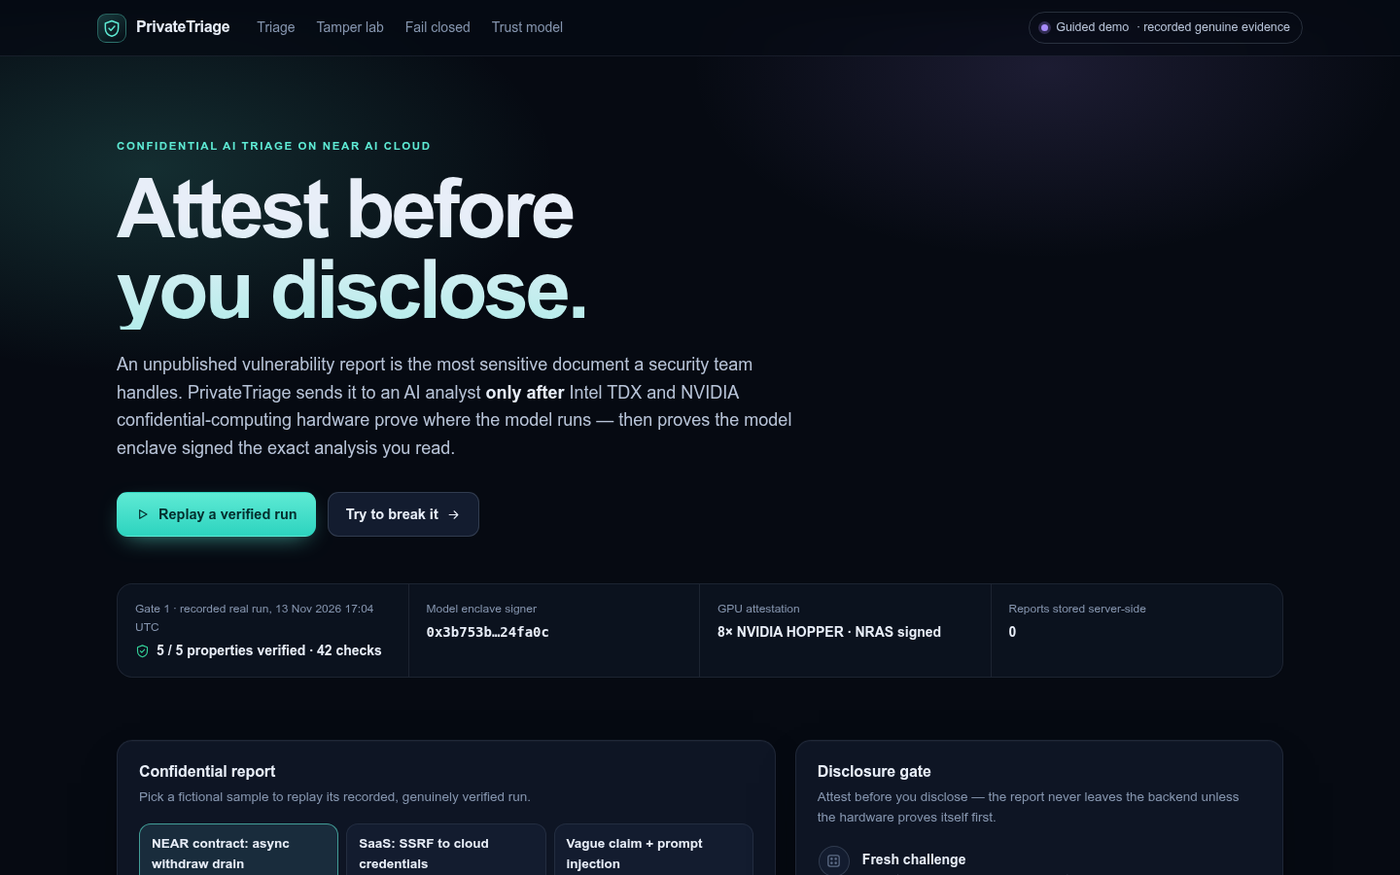 PrivateTriage
Triage
Tamper lab
Fail closed
Trust model
Guided demo · recorded genuine evidence
CONFIDENTIAL AI TRIAGE ON NEAR AI CLOUD
Attest before
you disclose.
An unpublished vulnerability report is the most sensitive document a security team
handles. PrivateTriage sends it to an AI analyst only after Intel TDX and NVIDIA
confidential-computing hardware prove where the model runs — then proves the model
enclave signed the exact analysis you read.
Replay a verified run
Try to break it →
Gate 1 · recorded real run, 13 Nov 2026 17:04
UTC
5 / 5 properties verified · 42 checks
Model enclave signer
0x3b753b…24fa0c
GPU attestation
8× NVIDIA HOPPER · NRAS signed
Reports stored server-side
0
Confidential report
Pick a fictional sample to replay its recorded, genuinely verified run.
NEAR contract: async
withdraw drain
SaaS: SSRF to cloud
credentials
Vague claim + prompt
injection
Disclosure gate
Attest before you disclose — the report never leaves the backend unless
the hardware proves itself first.
Fresh challenge